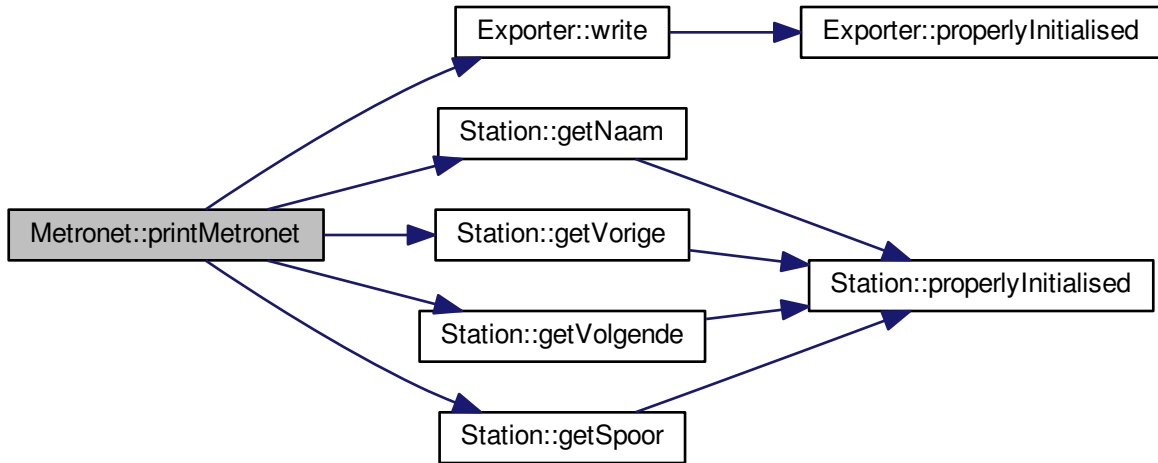 Exporter::write
Exporter::properlyInitialised
Station::getNaam
Metronet::printMetronet
Station::getVorige
Station::properlyInitialised
Station::getVolgende
Station::getSpoor